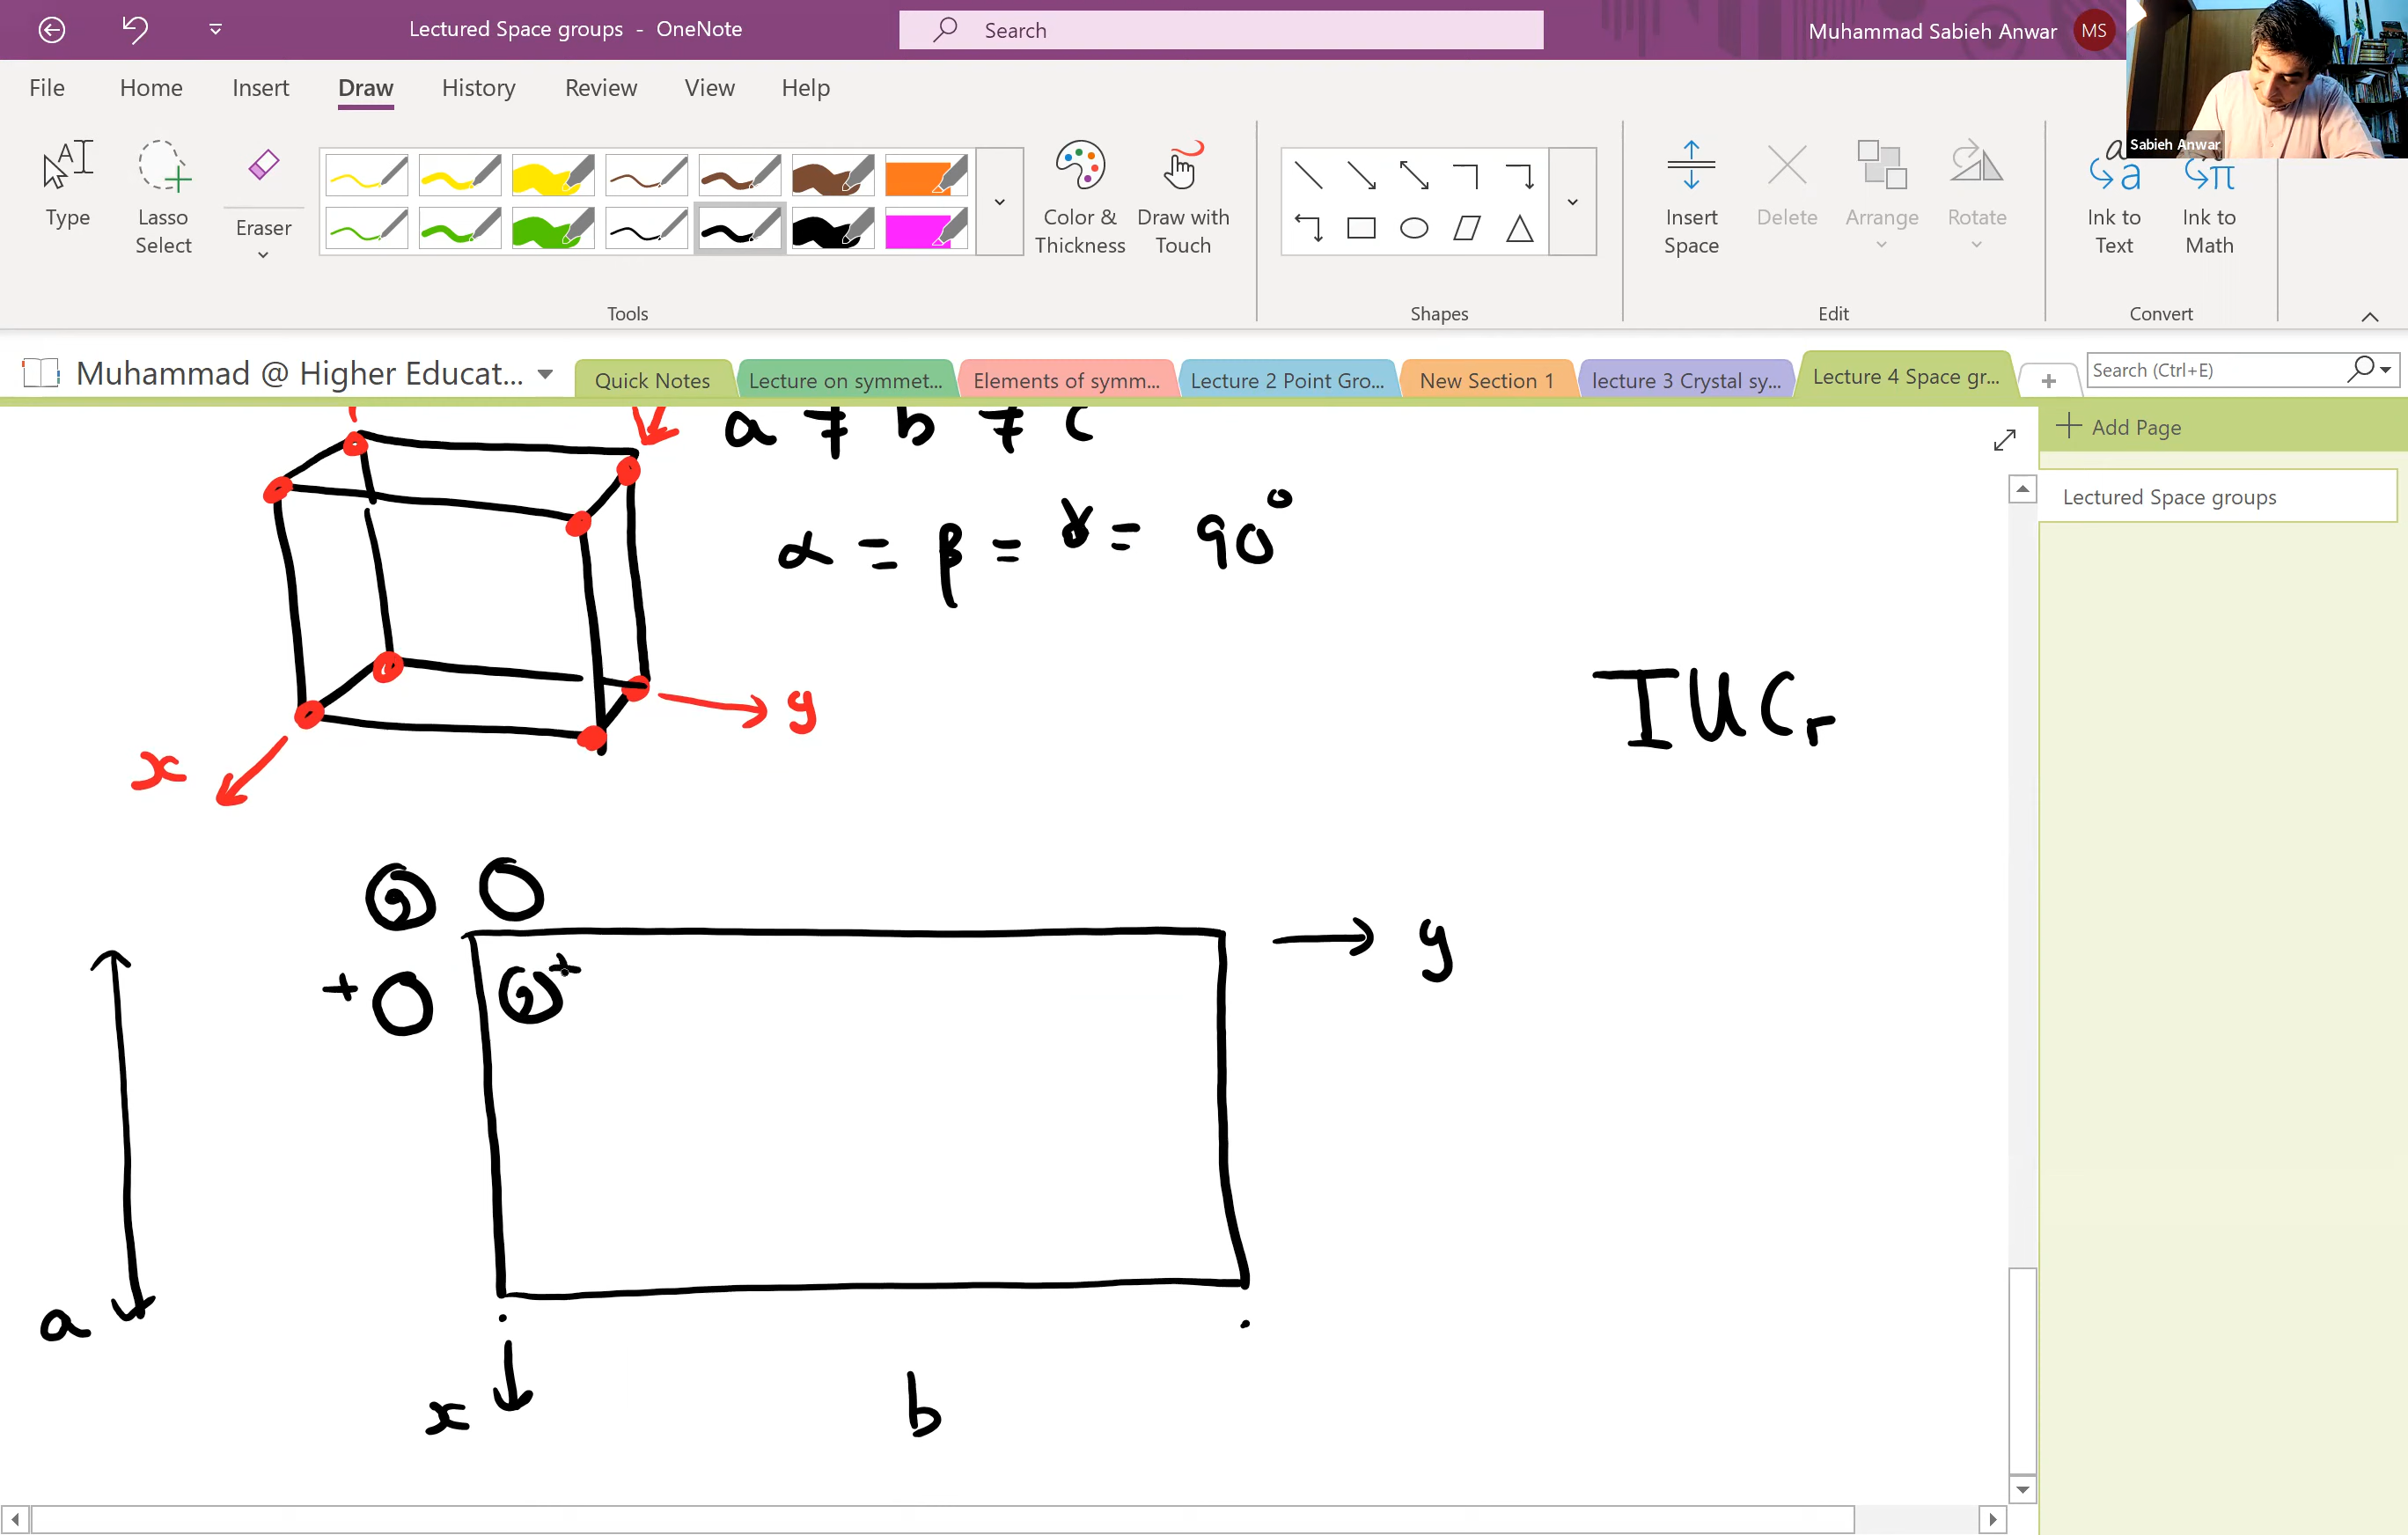 Lectured Space groups - OneNote
Search
Muhammad Sabieh Anwar
MS
File Home Insert Draw History Review View Help
Sabieh Anwar
Type
Lasso Select
Eraser
Color & Thickness
Draw with Touch
Insert Space
Delete
Arrange
Rotate
Ink to Text
Ink to Math
Tools
Shapes
Edit
Convert
Muhammad @ Higher Educat...
Quick Notes
Lecture on symmet...
Elements of symm...
Lecture 2 Point Gro...
New Section 1
lecture 3 Crystal sy...
Lecture 4 Space gr...
Search (Ctrl+E)
Add Page
Lectured Space groups
a ≠ b ≠ c
α = β = γ = 90°
IUCr
y
x
y
+
+
a
x
b